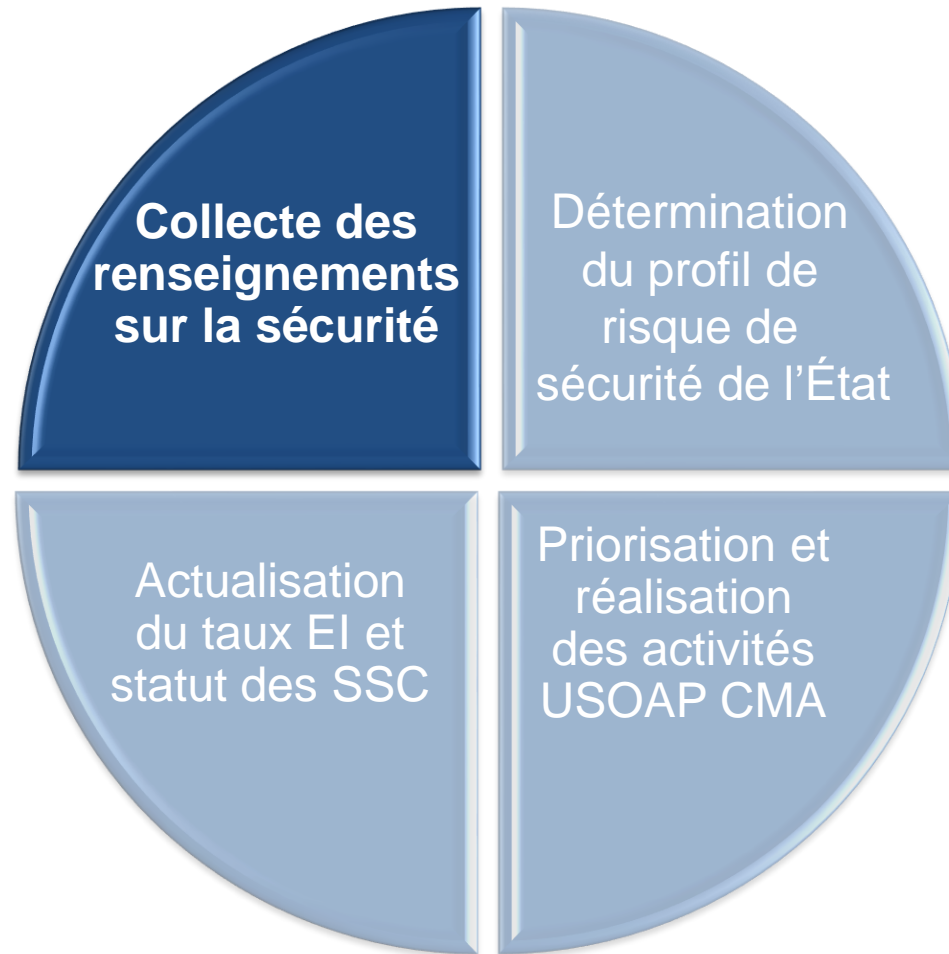 Collecte des
renseignements
sur la sécurité
Détermination
du profil de
risque de
sécurité de l’État
Actualisation
du taux EI et
statut des SSC
Priorisation et
réalisation
des activités
USOAP CMA